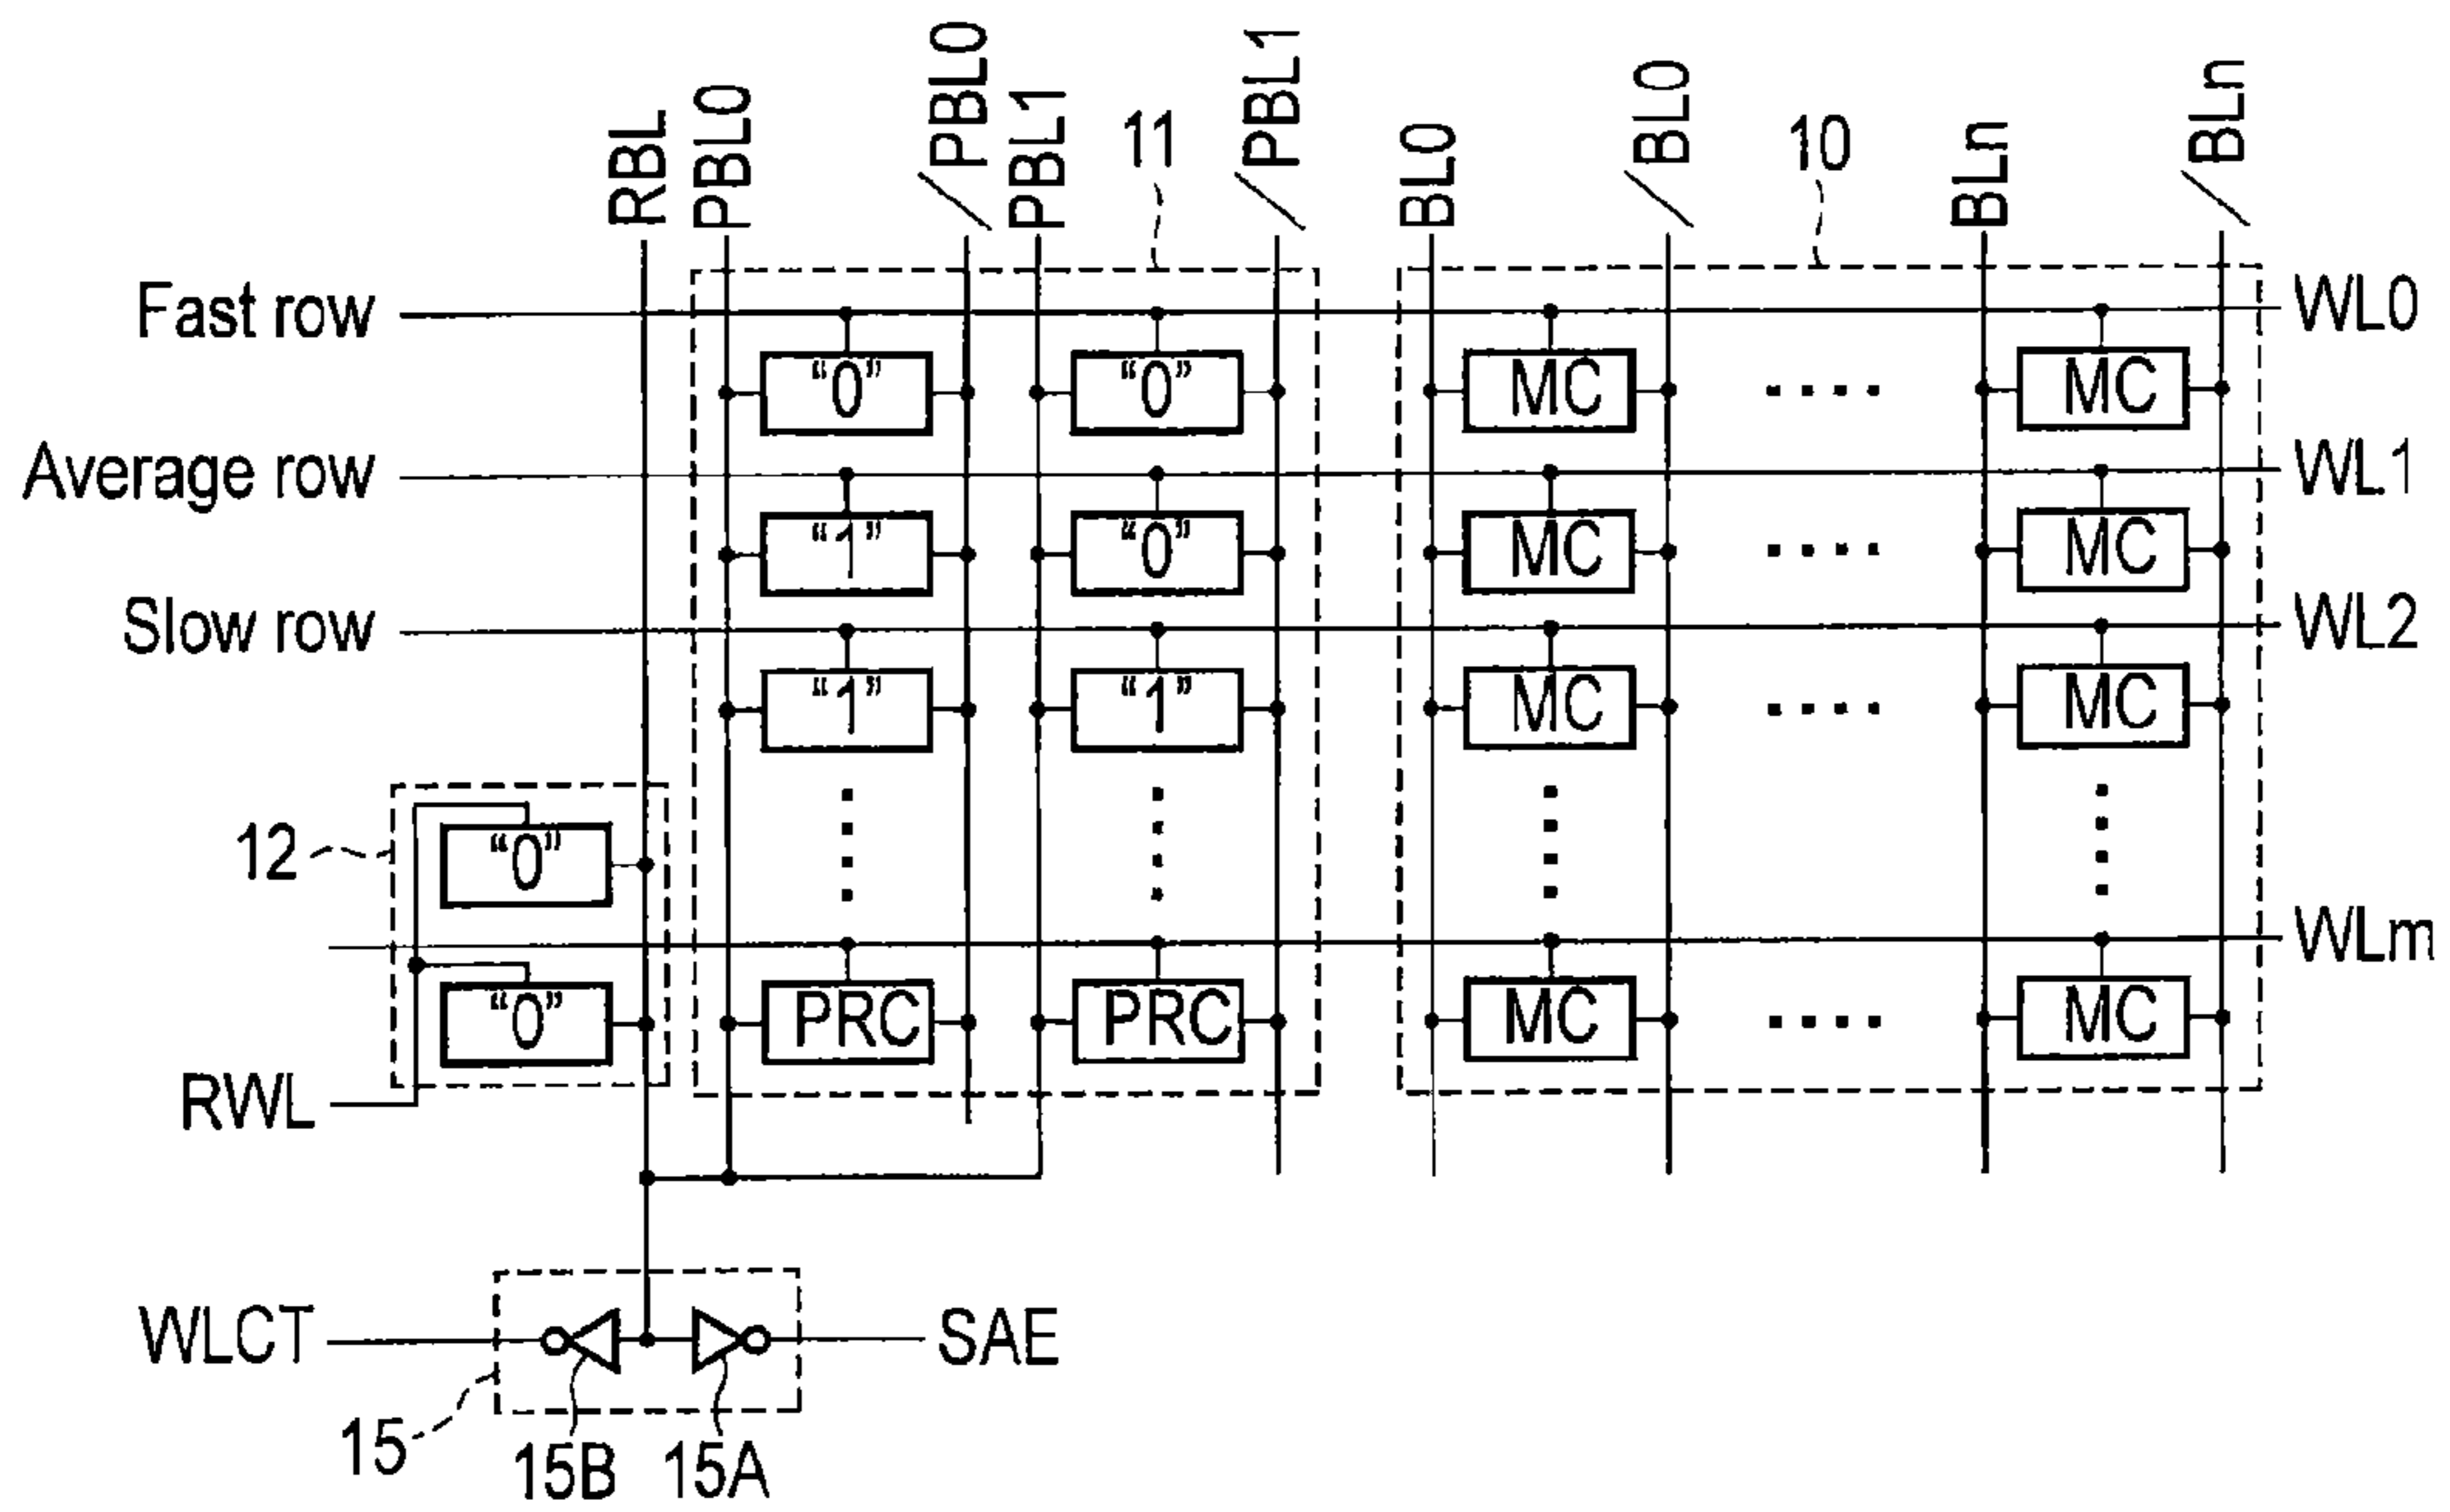 RBL
PBL0
/PBL0
PBL1
11
/PBL1
BL0
/BL0
10
BLn
/BLn
Fast row
WL0
“0” “0” MC MC
Average row
WL1
“1” “0” MC MC
Slow row
WL2
“1” “1” MC MC
12
“0”
WLm
“0” PRC PRC MC MC
RWL
WLCT
SAE
15
15B
15A